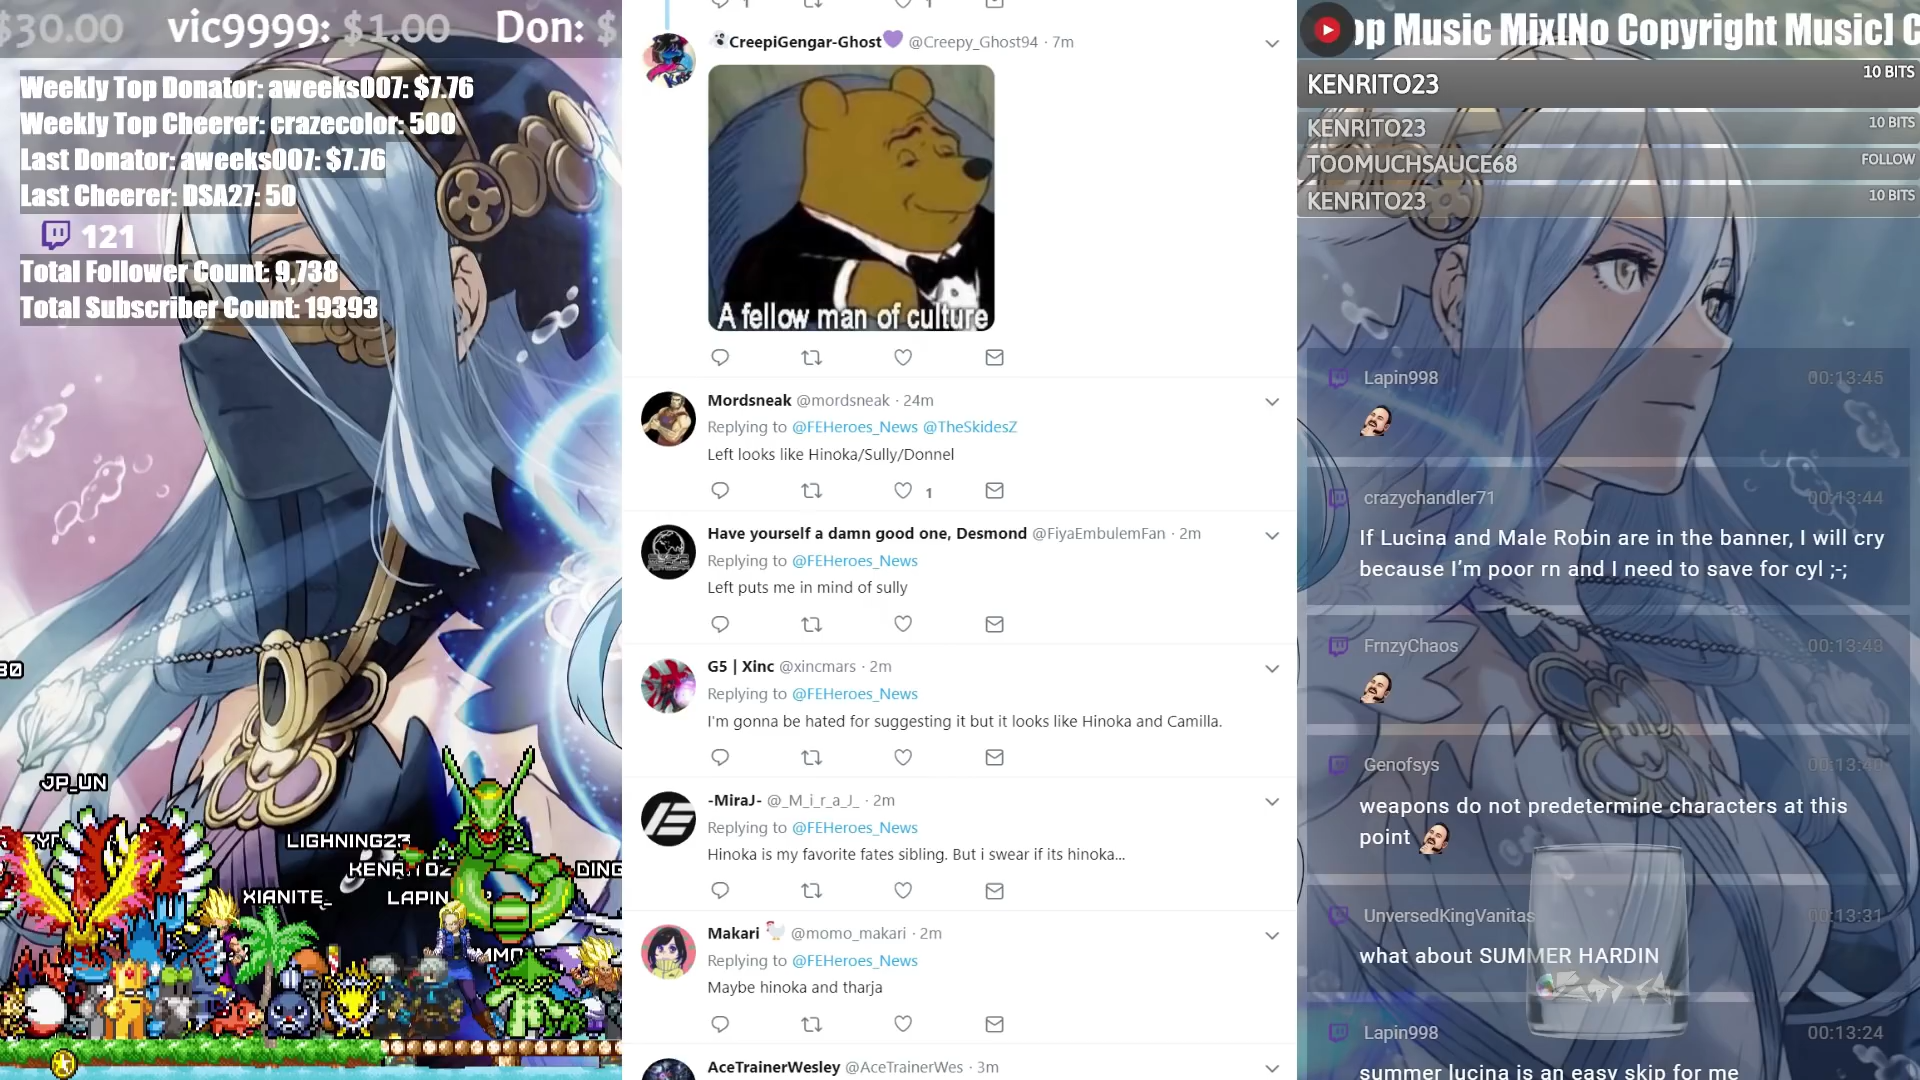 $30.00 vic9999: $1.00 Don: $
Weekly Top Donator: aweeks007: $7.76
Weekly Top Cheerer: crazecolor: 500
Last Donator: aweeks007: $7.76
Last Cheerer: DSA27: 50
121
Total Follower Count: 9,738
Total Subscriber Count: 19393
JP_UN
LIGHNING23
XIANITE_
LAPIN
DING
CreepiGengar-Ghost @Creepy_Ghost94 · 7m
A fellow man of culture
Mordsneak @mordsneak · 24m
Replying to @FEHeroes_News @TheSkidesZ
Left looks like Hinoka/Sully/Donnel
1
Have yourself a damn good one, Desmond @FiyaEmbulemFan · 2m
Replying to @FEHeroes_News
Left puts me in mind of sully
G5 | Xinc @xincmars · 2m
Replying to @FEHeroes_News
I'm gonna be hated for suggesting it but it looks like Hinoka and Camilla.
-MiraJ- @_M_i_r_a_J_ · 2m
Replying to @FEHeroes_News
Hinoka is my favorite fates sibling. But i swear if its hinoka...
Makari @momo_makari · 2m
Replying to @FEHeroes_News
Maybe hinoka and tharja
AceTrainerWesley @AceTrainerWes · 3m
op Music Mix[No Copyright Music] C
KENRITO23 10 BITS
KENRITO23 10 BITS
TOOMUCHSAUCE68 FOLLOW
KENRITO23 10 BITS
Lapin998 00:13:45
crazychandler71 00:13:44
If Lucina and Male Robin are in the banner, I will cry
because I'm poor rn and I need to save for cyl ;-;
FrnzyChaos 00:13:43
Genofsys 00:13:40
weapons do not predetermine characters at this
point
UnversedKingVanitas 00:13:31
what about SUMMER HARDIN
Lapin998 00:13:24
summer lucina is an easy skip for me